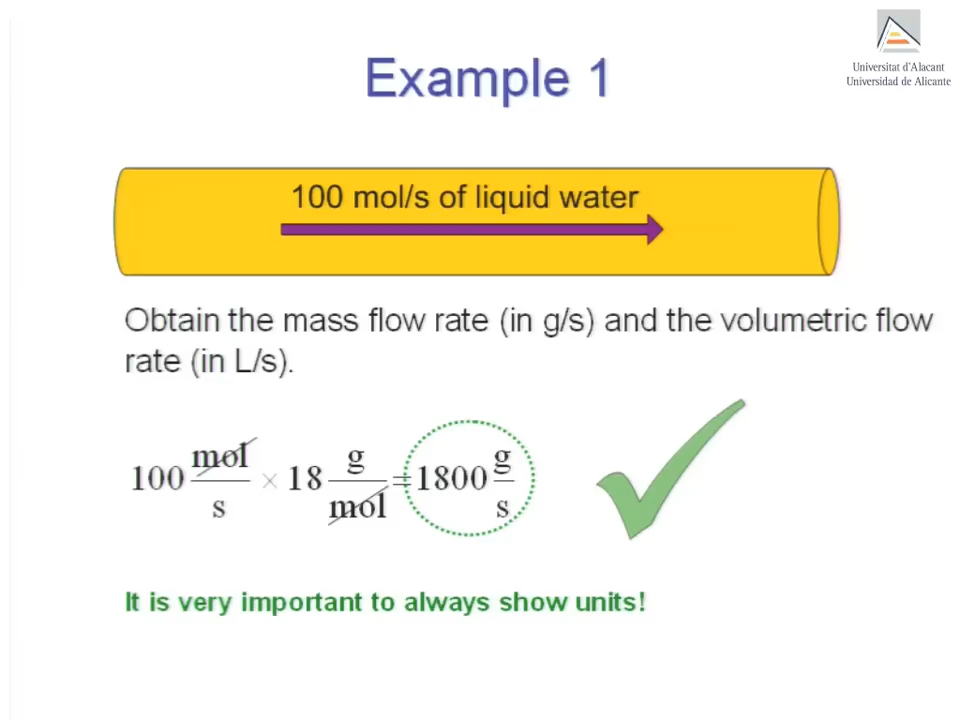 Universitat d'Alacant
Universidad de Alicante
Example 1
100 mol/s of liquid water
Obtain the mass flow rate (in g/s) and the volumetric flow
rate (in L/s).
100 mol/s × 18 g/mol = 1800 g/s
It is very important to always show units!